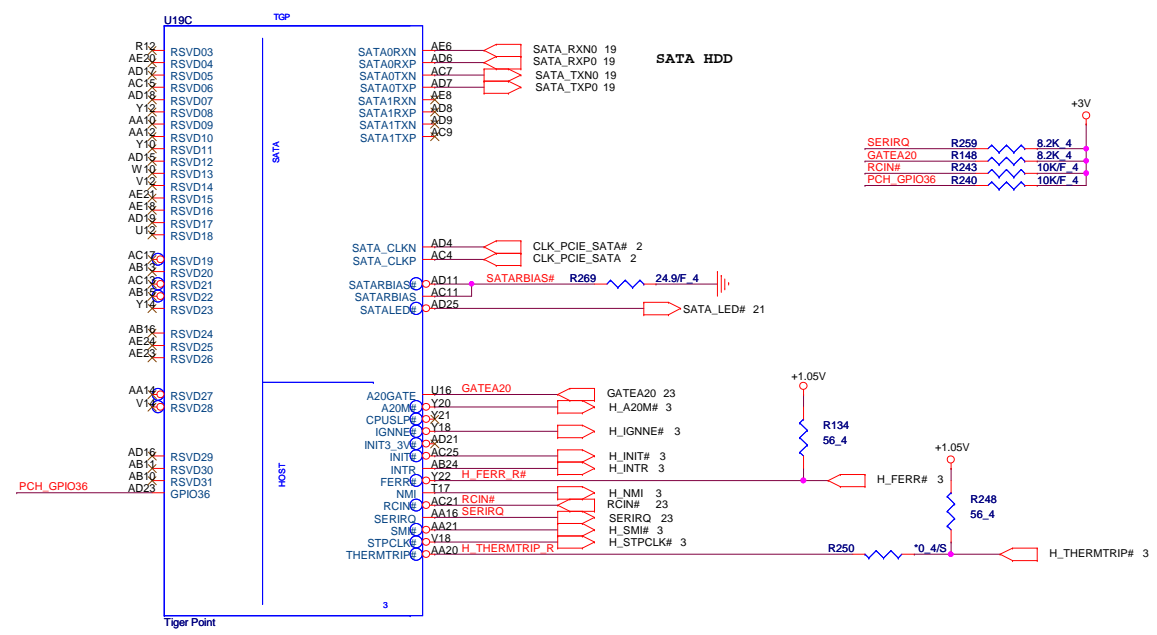 U19C TGP
R12 RSVD03 SATA0RXN AE6 SATA_RXN0 19 SATA HDD
AE20 RSVD04 SATA0RXP AD6 SATA_RXP0 19
AD17 RSVD05 SATA0TXN AC7 SATA_TXN0 19
AC15 RSVD06 SATA0TXP AD7 SATA_TXP0 19
AD18 RSVD07 SATA1RXN AE8
Y12 RSVD08 SATA1RXP AD8
AA10 RSVD09 SATA1TXN AD9
AA12 RSVD10 SATA1TXP AC9
Y10 RSVD11
AD15 RSVD12
W10 RSVD13
V12 RSVD14
AE21 RSVD15
AE18 RSVD16
AD19 RSVD17
U12 RSVD18
SATA
+3V
SERIRQ R259 8.2K_4
GATEA20 R148 8.2K_4
RCIN# R243 10K/F_4
PCH_GPIO36 R240 10K/F_4
SATA_CLKN AD4 CLK_PCIE_SATA# 2
AC17 RSVD19 SATA_CLKP AC4 CLK_PCIE_SATA 2
AB13 RSVD20
AC13 RSVD21 SATARBIAS# AD11 SATARBIAS# R269 24.9/F_4
AB15 RSVD22 SATARBIAS AC11
Y14 RSVD23 SATALED# AD25 SATA_LED# 21
AB16 RSVD24
AE24 RSVD25
AE23 RSVD26
+1.05V
AA14 RSVD27 A20GATE U16 GATEA20 GATEA20 23
V14 RSVD28 A20M# Y20 H_A20M# 3
CPUSLP# Y21
IGNNE# Y18 H_IGNNE# 3
R134
56_4
INIT3_3V# AD21
+1.05V
AD16 RSVD29 INIT# AC25 H_INIT# 3
AB11 RSVD30 INTR AB24 H_INTR 3
AB10 RSVD31 FERR# Y22 H_FERR_R# H_FERR# 3
PCH_GPIO36 AD23 GPIO36 NMI T17 H_NMI 3
HOST
RCIN# AC21 RCIN# RCIN# 23
SERIRQ AA16 SERIRQ SERIRQ 23
R248
56_4
SMI# AA21 H_SMI# 3
STPCLK# V18 H_STPCLK# 3
THERMTRIP# AA20 H_THERMTRIP_R R250 *0_4/S H_THERMTRIP# 3
3
Tiger Point